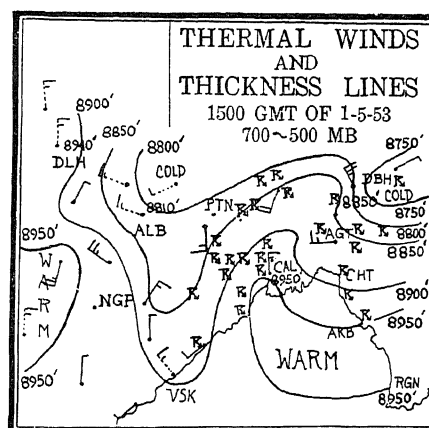 THERMAL WINDS
AND
THICKNESS LINES
1500 GMT OF 1-5-53
700~500 MB
8900'
8940'
8850'
8800'
8750'
DLH
COLD
DBH
COLD
8810'
PTN
8850'
8750'
8950'
ALB
AGT
8800'
8850'
WARM
CAL
8950'
CHT
NGP
8900'
AKB
8950'
WARM
8950'
VSK
RGN
8950'